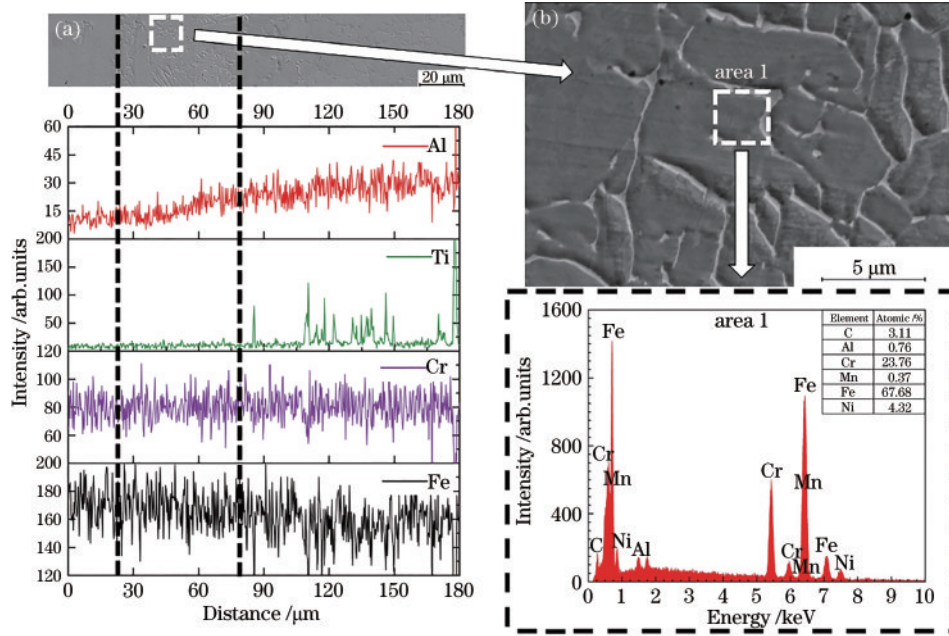 (a)
20 μm
0 30 60 90 120 150 180
Intensity /arb.units
60
45
30
15
Al
200
150
100
50
Ti
120
100
80
60
Cr
200
180
160
140
120
Fe
0 30 60 90 120 150 180
Distance /μm
(b)
area 1
5 μm
Intensity /arb.units
1600
1200
800
400
0
area 1
Element Atomic /%
C 3.11
Al 0.76
Cr 23.76
Mn 0.37
Fe 67.68
Ni 4.32
Fe
Cr
Mn
C
Ni
Al
Cr
Fe
Mn
Cr
Mn
Fe
Ni
0 1 2 3 4 5 6 7 8 9 10
Energy /keV